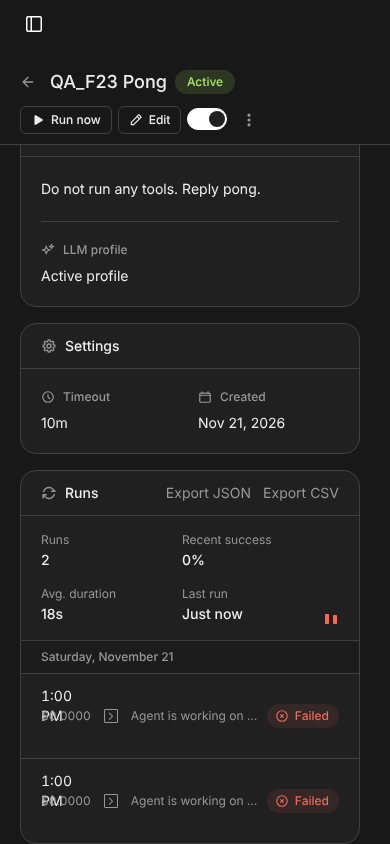 QA_F23 Pong Active
Run now Edit
Do not run any tools. Reply pong.
LLM profile
Active profile
Settings
Timeout Created
10m Nov 21, 2026
Runs Export JSON Export CSV
Runs Recent success
2 0%
Avg. duration Last run
18s Just now
Saturday, November 21
1:00
PM Agent is working on ... Failed
1:00
PM Agent is working on ... Failed